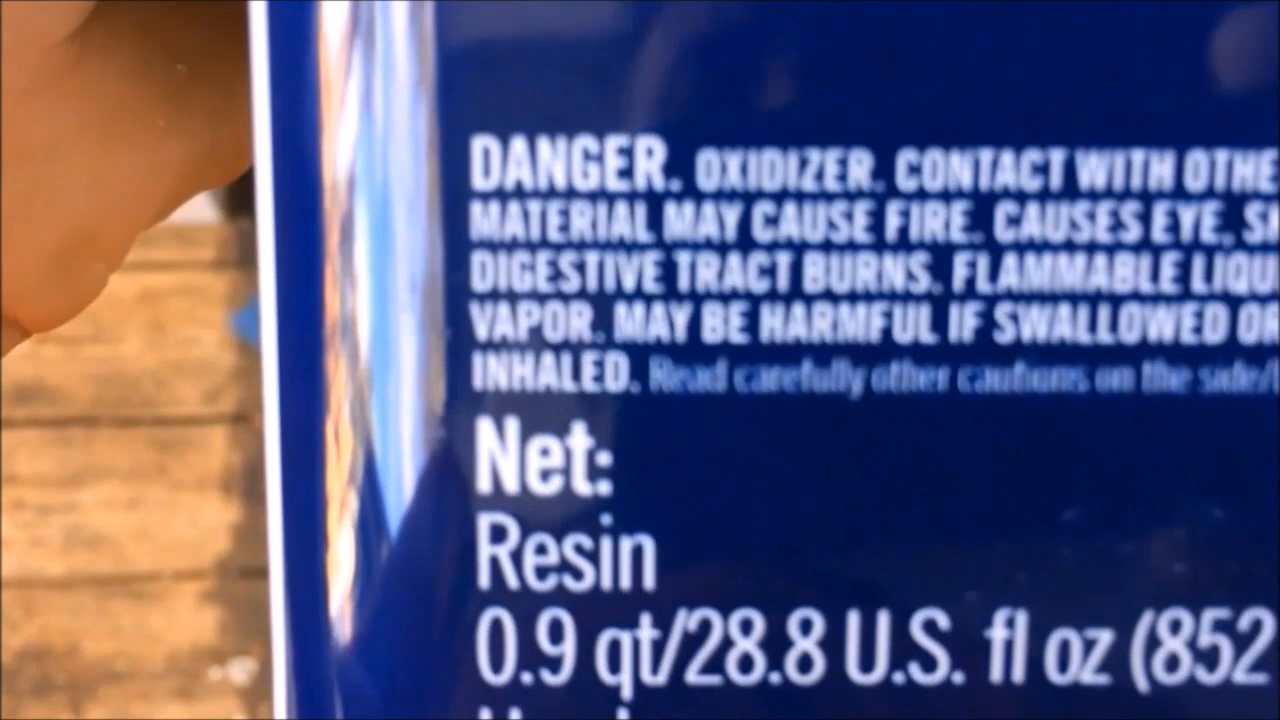 DANGER. OXIDIZER. CONTACT WITH OTHE
MATERIAL MAY CAUSE FIRE. CAUSES EYE, SK
DIGESTIVE TRACT BURNS. FLAMMABLE LIQU
VAPOR. MAY BE HARMFUL IF SWALLOWED OR
INHALED. Read carefully other cautions on the side/
Net:
Resin
0.9 qt/28.8 U.S. fl oz (852